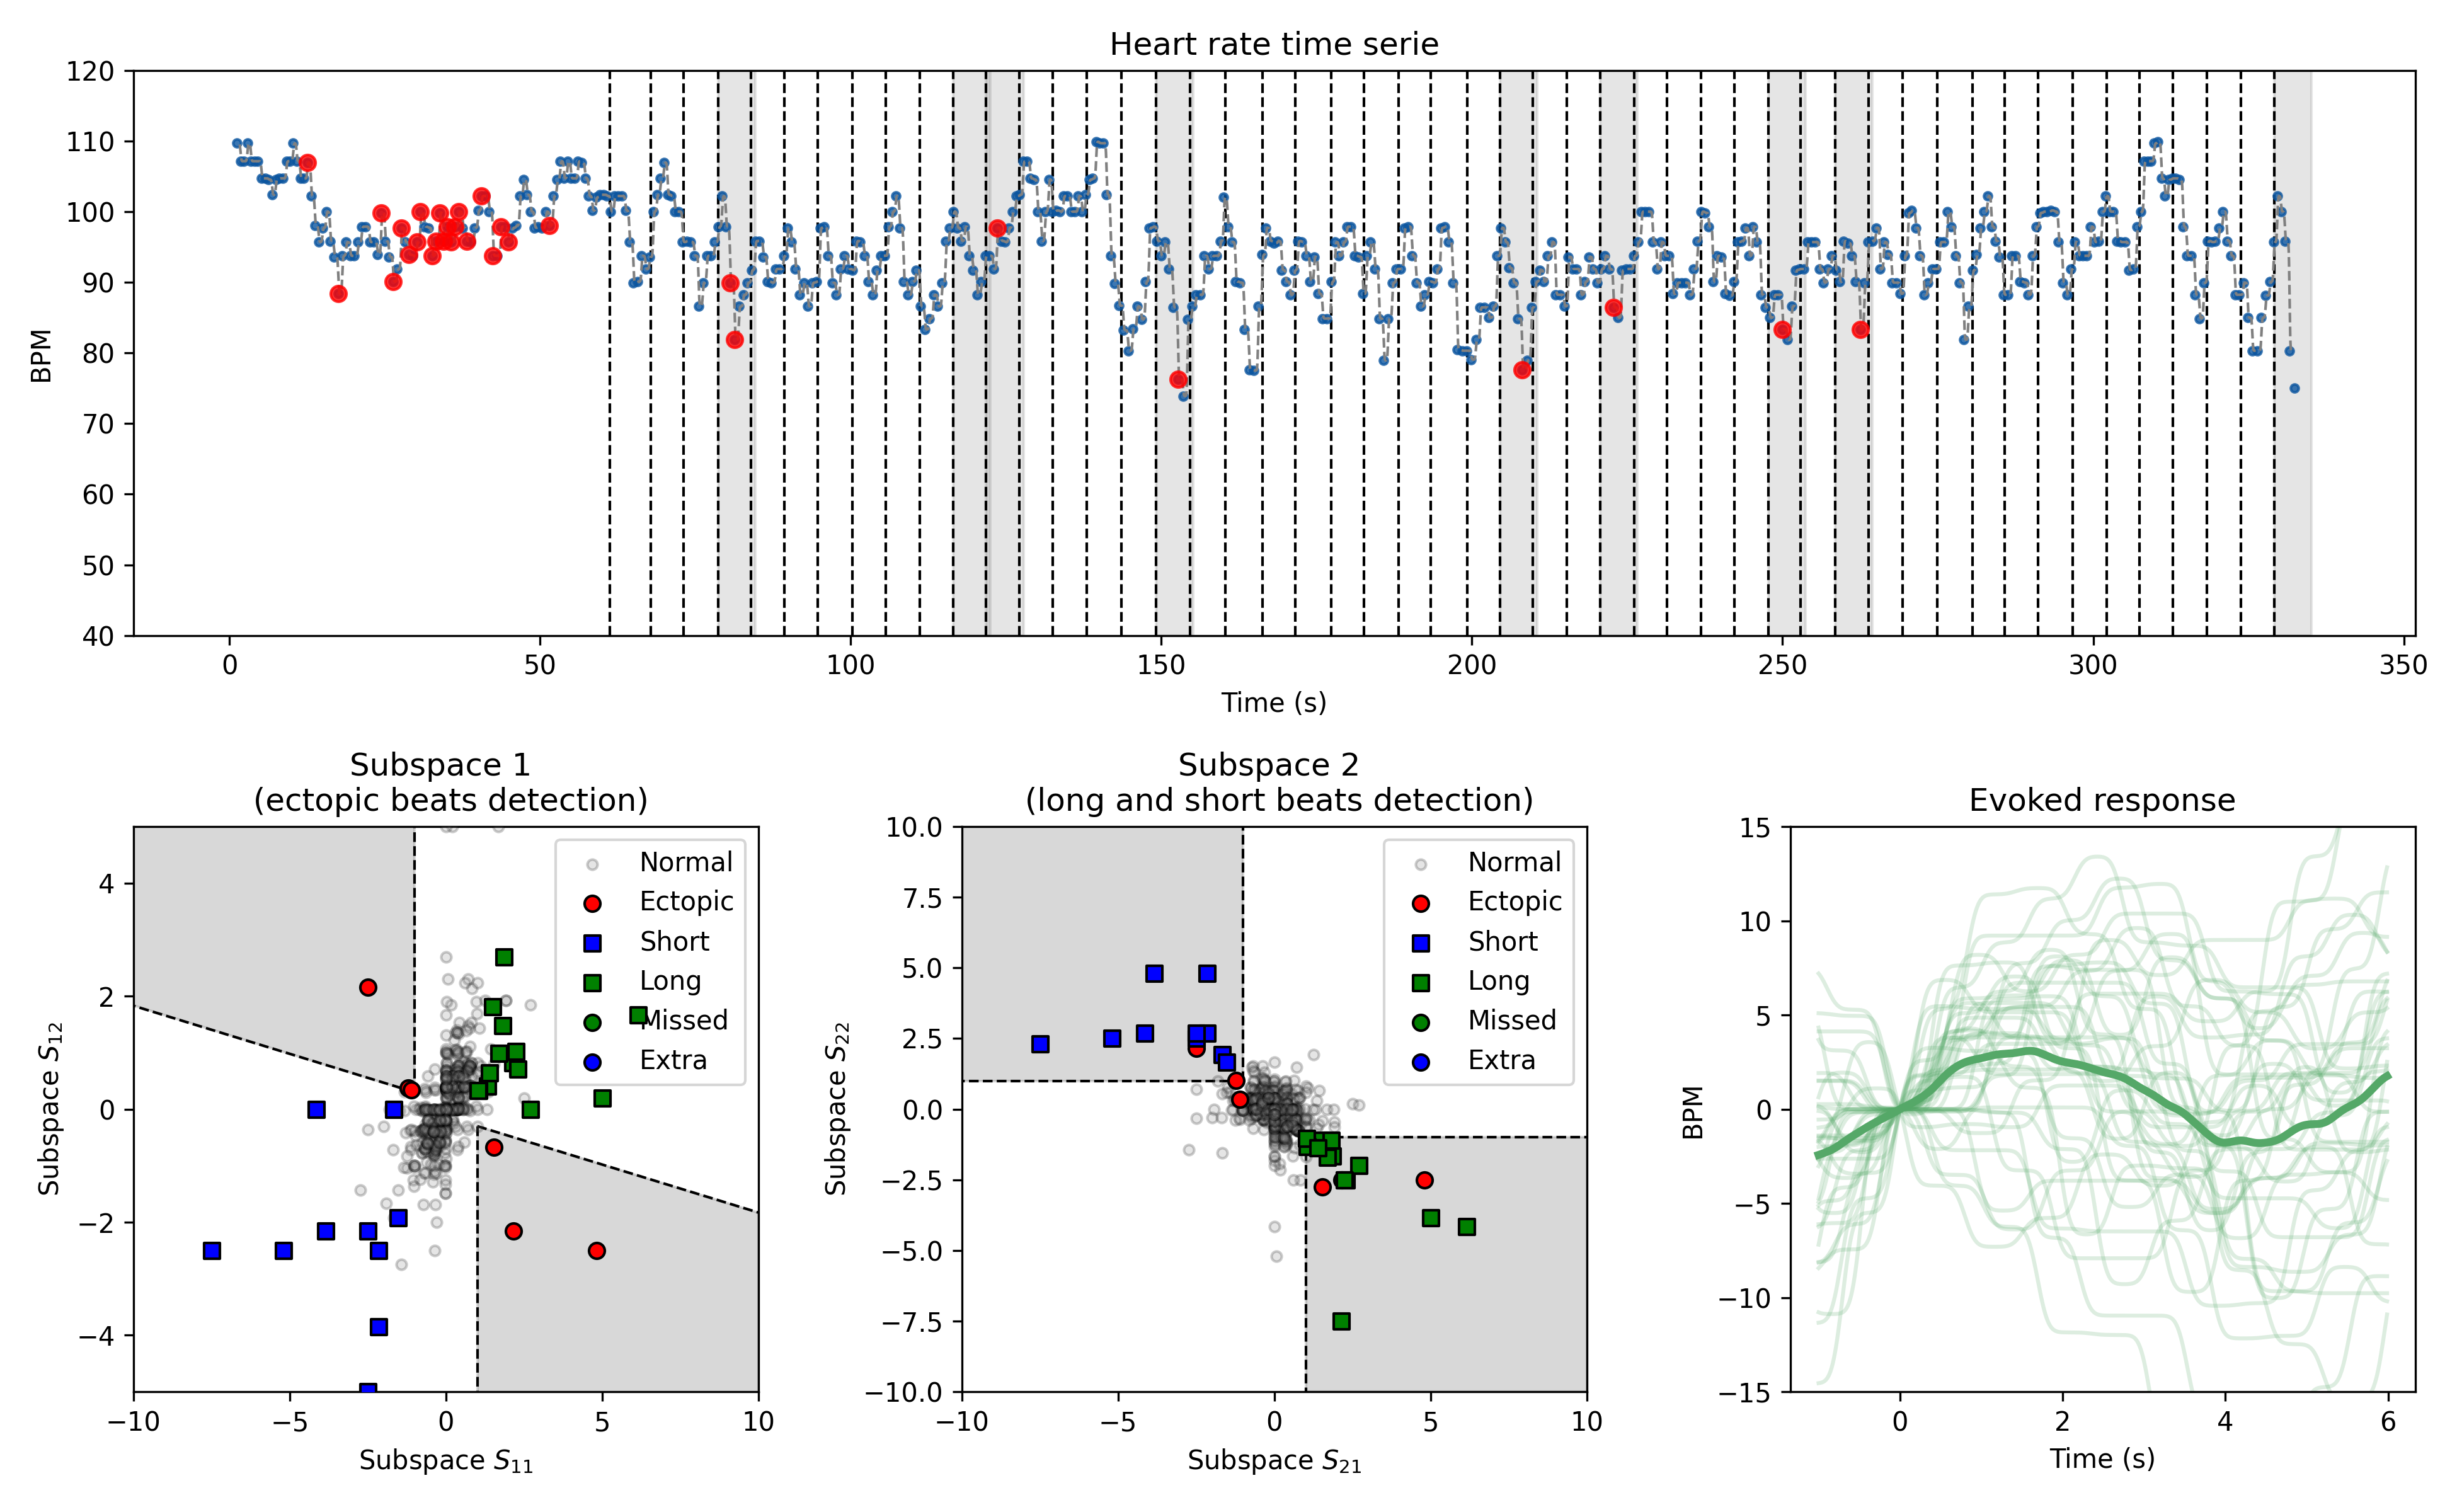 Heart rate time serie
120
110
100
90
80
70
60
50
40
BPM
0 50 100 150 200 250 300 350
Time (s)
Subspace 1
(ectopic beats detection)
4
2
0
−2
−4
Subspace S12
−10 −5 0 5 10
Subspace S11
Normal
Ectopic
Short
Long
Missed
Extra
Subspace 2
(long and short beats detection)
10.0
7.5
5.0
2.5
0.0
−2.5
−5.0
−7.5
−10.0
Subspace S22
−10 −5 0 5 10
Subspace S21
Normal
Ectopic
Short
Long
Missed
Extra
Evoked response
15
10
5
0
−5
−10
−15
BPM
0 2 4 6
Time (s)